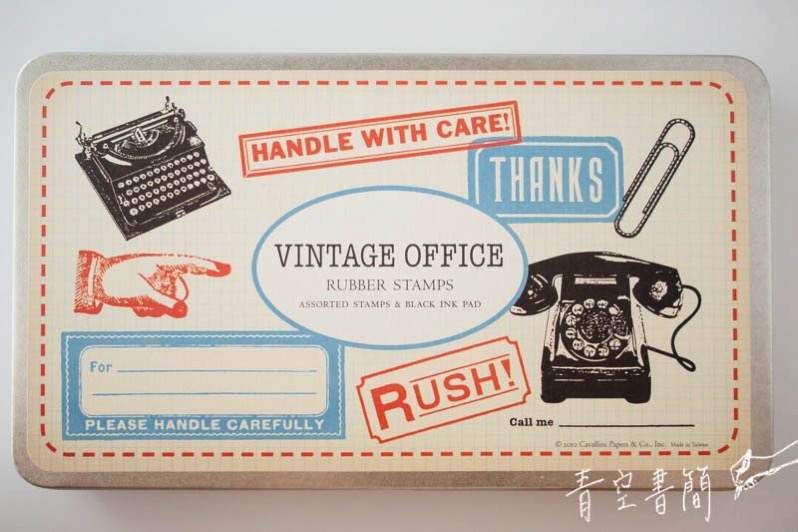 HANDLE WITH CARE!
THANKS
VINTAGE OFFICE
RUBBER STAMPS
ASSORTED STAMPS & BLACK INK PAD
For
PLEASE HANDLE CAREFULLY
RUSH!
Call me
© 2010 Cavallini Papers & Co., Inc. Made in Taiwan
青空書簡